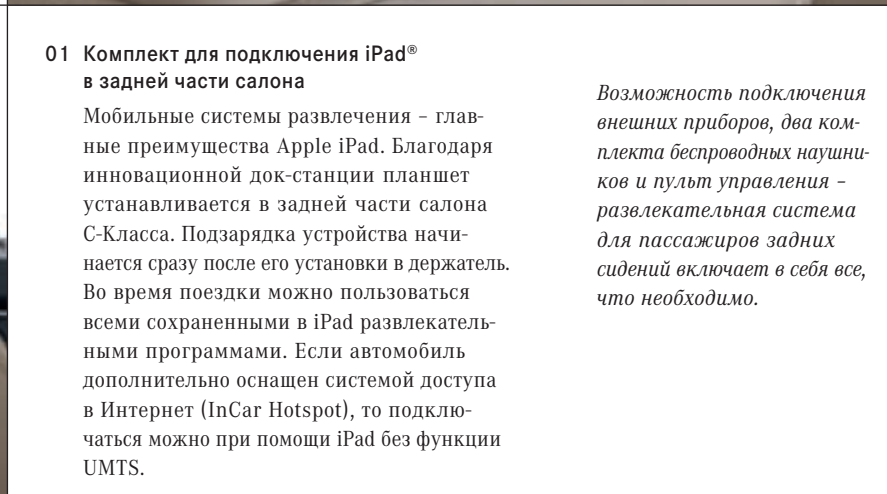 01 Комплект для подключения iPad®
в задней части салона
Мобильные системы развлечения – глав-
ные преимущества Apple iPad. Благодаря
инновационной док-станции планшет
устанавливается в задней части салона
С-Класса. Подзарядка устройства начи-
нается сразу после его установки в держатель.
Во время поездки можно пользоваться
всеми сохраненными в iPad развлекатель-
ными программами. Если автомобиль
дополнительно оснащен системой доступа
в Интернет (InCar Hotspot), то подклю-
чаться можно при помощи iPad без функции
UMTS.
Возможность подключения
внешних приборов, два ком-
плекта беспроводных наушни-
ков и пульт управления –
развлекательная система
для пассажиров задних
сидений включает в себя все,
что необходимо.